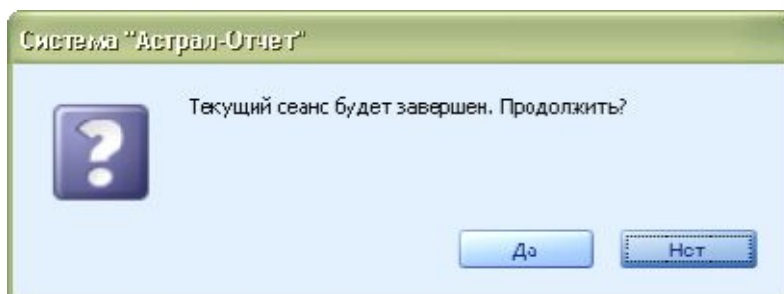 Система "Астрал-Отчет"
Текущий сеанс будет завершен. Продолжить?
Да
Нет